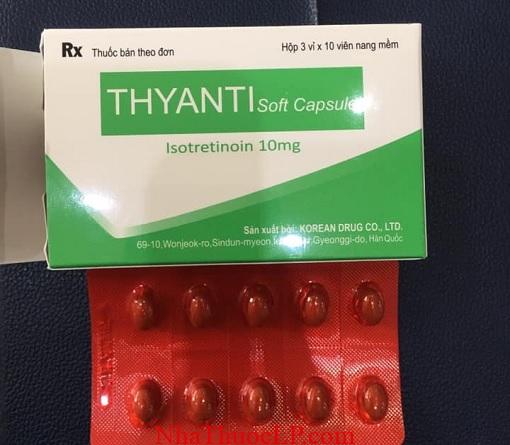 Rx Thuốc bán theo đơn
Hộp 3 vỉ x 10 viên nang mềm
THYANTI Soft Capsule
Isotretinoin 10mg
Sản xuất bởi: KOREAN DRUG CO., LTD.
69-10,Wonjeok-ro,Sindun-myeon, Gyeonggi-do, Hàn Quốc
NhaThuocLP.com